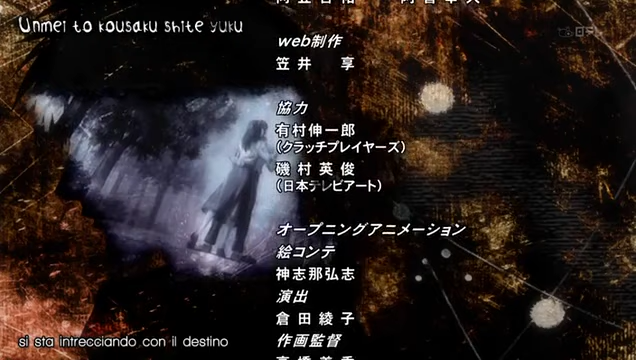 Unmei to kousaku shite yuku
web制作
笠井 享
協力
有村伸一郎
(クラッチプレイヤーズ)
磯村英俊
(日本テレビアート)
オープニングアニメーション
絵コンテ
神志那弘志
演出
倉田綾子
作画監督
si sta intrecciando con il destino